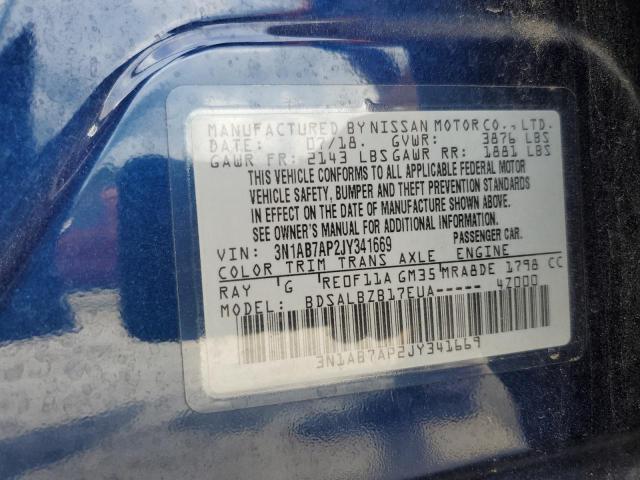 MANUFACTURED BY NISSAN MOTOR CO., LTD.
DATE: 07/18. GVWR: 3876 LBS
GAWR FR: 2143 LBS GAWR RR: 1881 LBS
THIS VEHICLE CONFORMS TO ALL APPLICABLE FEDERAL MOTOR
VEHICLE SAFETY, BUMPER AND THEFT PREVENTION STANDARDS
IN EFFECT ON THE DATE OF MANUFACTURE SHOWN ABOVE.
SEE OWNER'S MANUAL FOR ADDITIONAL INFORMATION.
VIN: 3N1AB7AP2JY341669 PASSENGER CAR.
COLOR TRIM TRANS AXLE ENGINE
RAY 'G RE0F11A GM35 MRA8DE 1798 CC
MODEL: BDSALBZB17EUA----- 4Z000
3N1AB7AP2JY341669